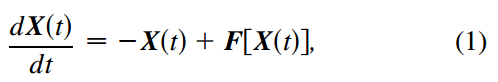 dX(t)/dt = −X(t) + F[X(t)], (1)